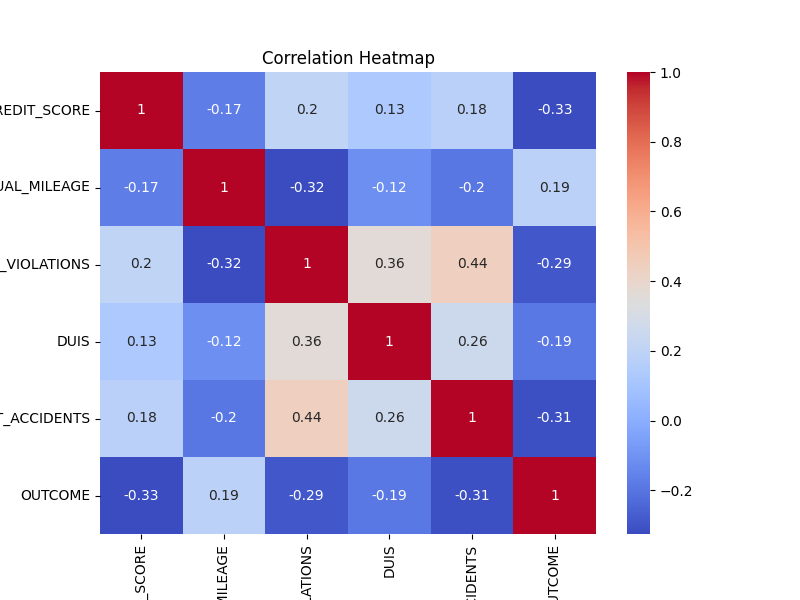 Correlation Heatmap
REDIT_SCORE 1 -0.17 0.2 0.13 0.18 -0.33
UAL_MILEAGE -0.17 1 -0.32 -0.12 -0.2 0.19
_VIOLATIONS 0.2 -0.32 1 0.36 0.44 -0.29
DUIS 0.13 -0.12 0.36 1 0.26 -0.19
T_ACCIDENTS 0.18 -0.2 0.44 0.26 1 -0.31
OUTCOME -0.33 0.19 -0.29 -0.19 -0.31 1
_SCORE
MILEAGE
LATIONS
DUIS
CIDENTS
UTCOME
1.0
0.8
0.6
0.4
0.2
0.0
−0.2